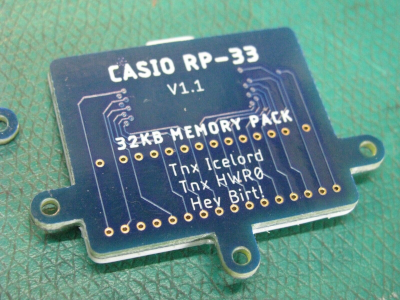 CASIO RP-33
V1.1
32KB MEMORY PACK
Tnx Icelord
Tnx HWR0
Hey Birt!